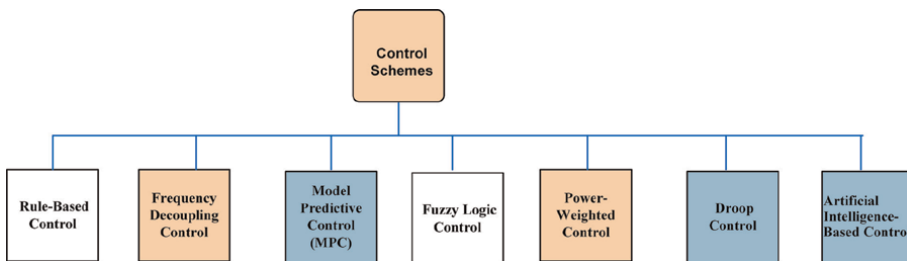 Control
Schemes
Rule-Based
Control
Frequency
Decoupling
Control
Model
Predictive
Control
(MPC)
Fuzzy Logic
Control
Power-
Weighted
Control
Droop
Control
Artificial
Intelligence-
Based Control